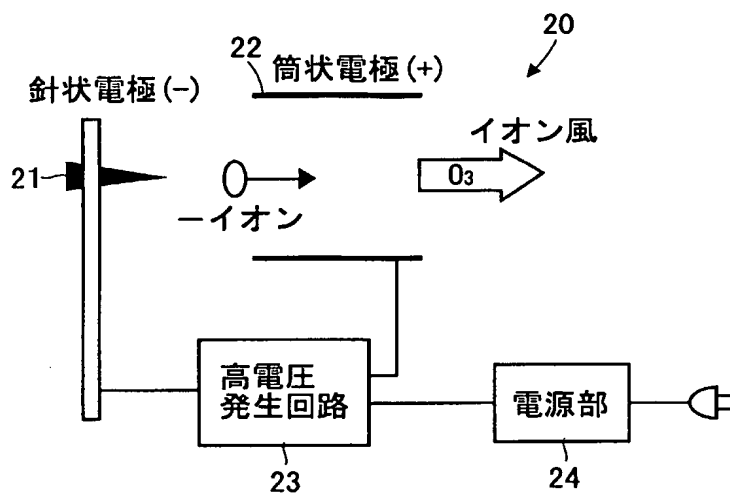 20
22
筒状電極(+)
針状電極(-)
イオン風
21
O3
-イオン
高電圧
発生回路
電源部
23
24